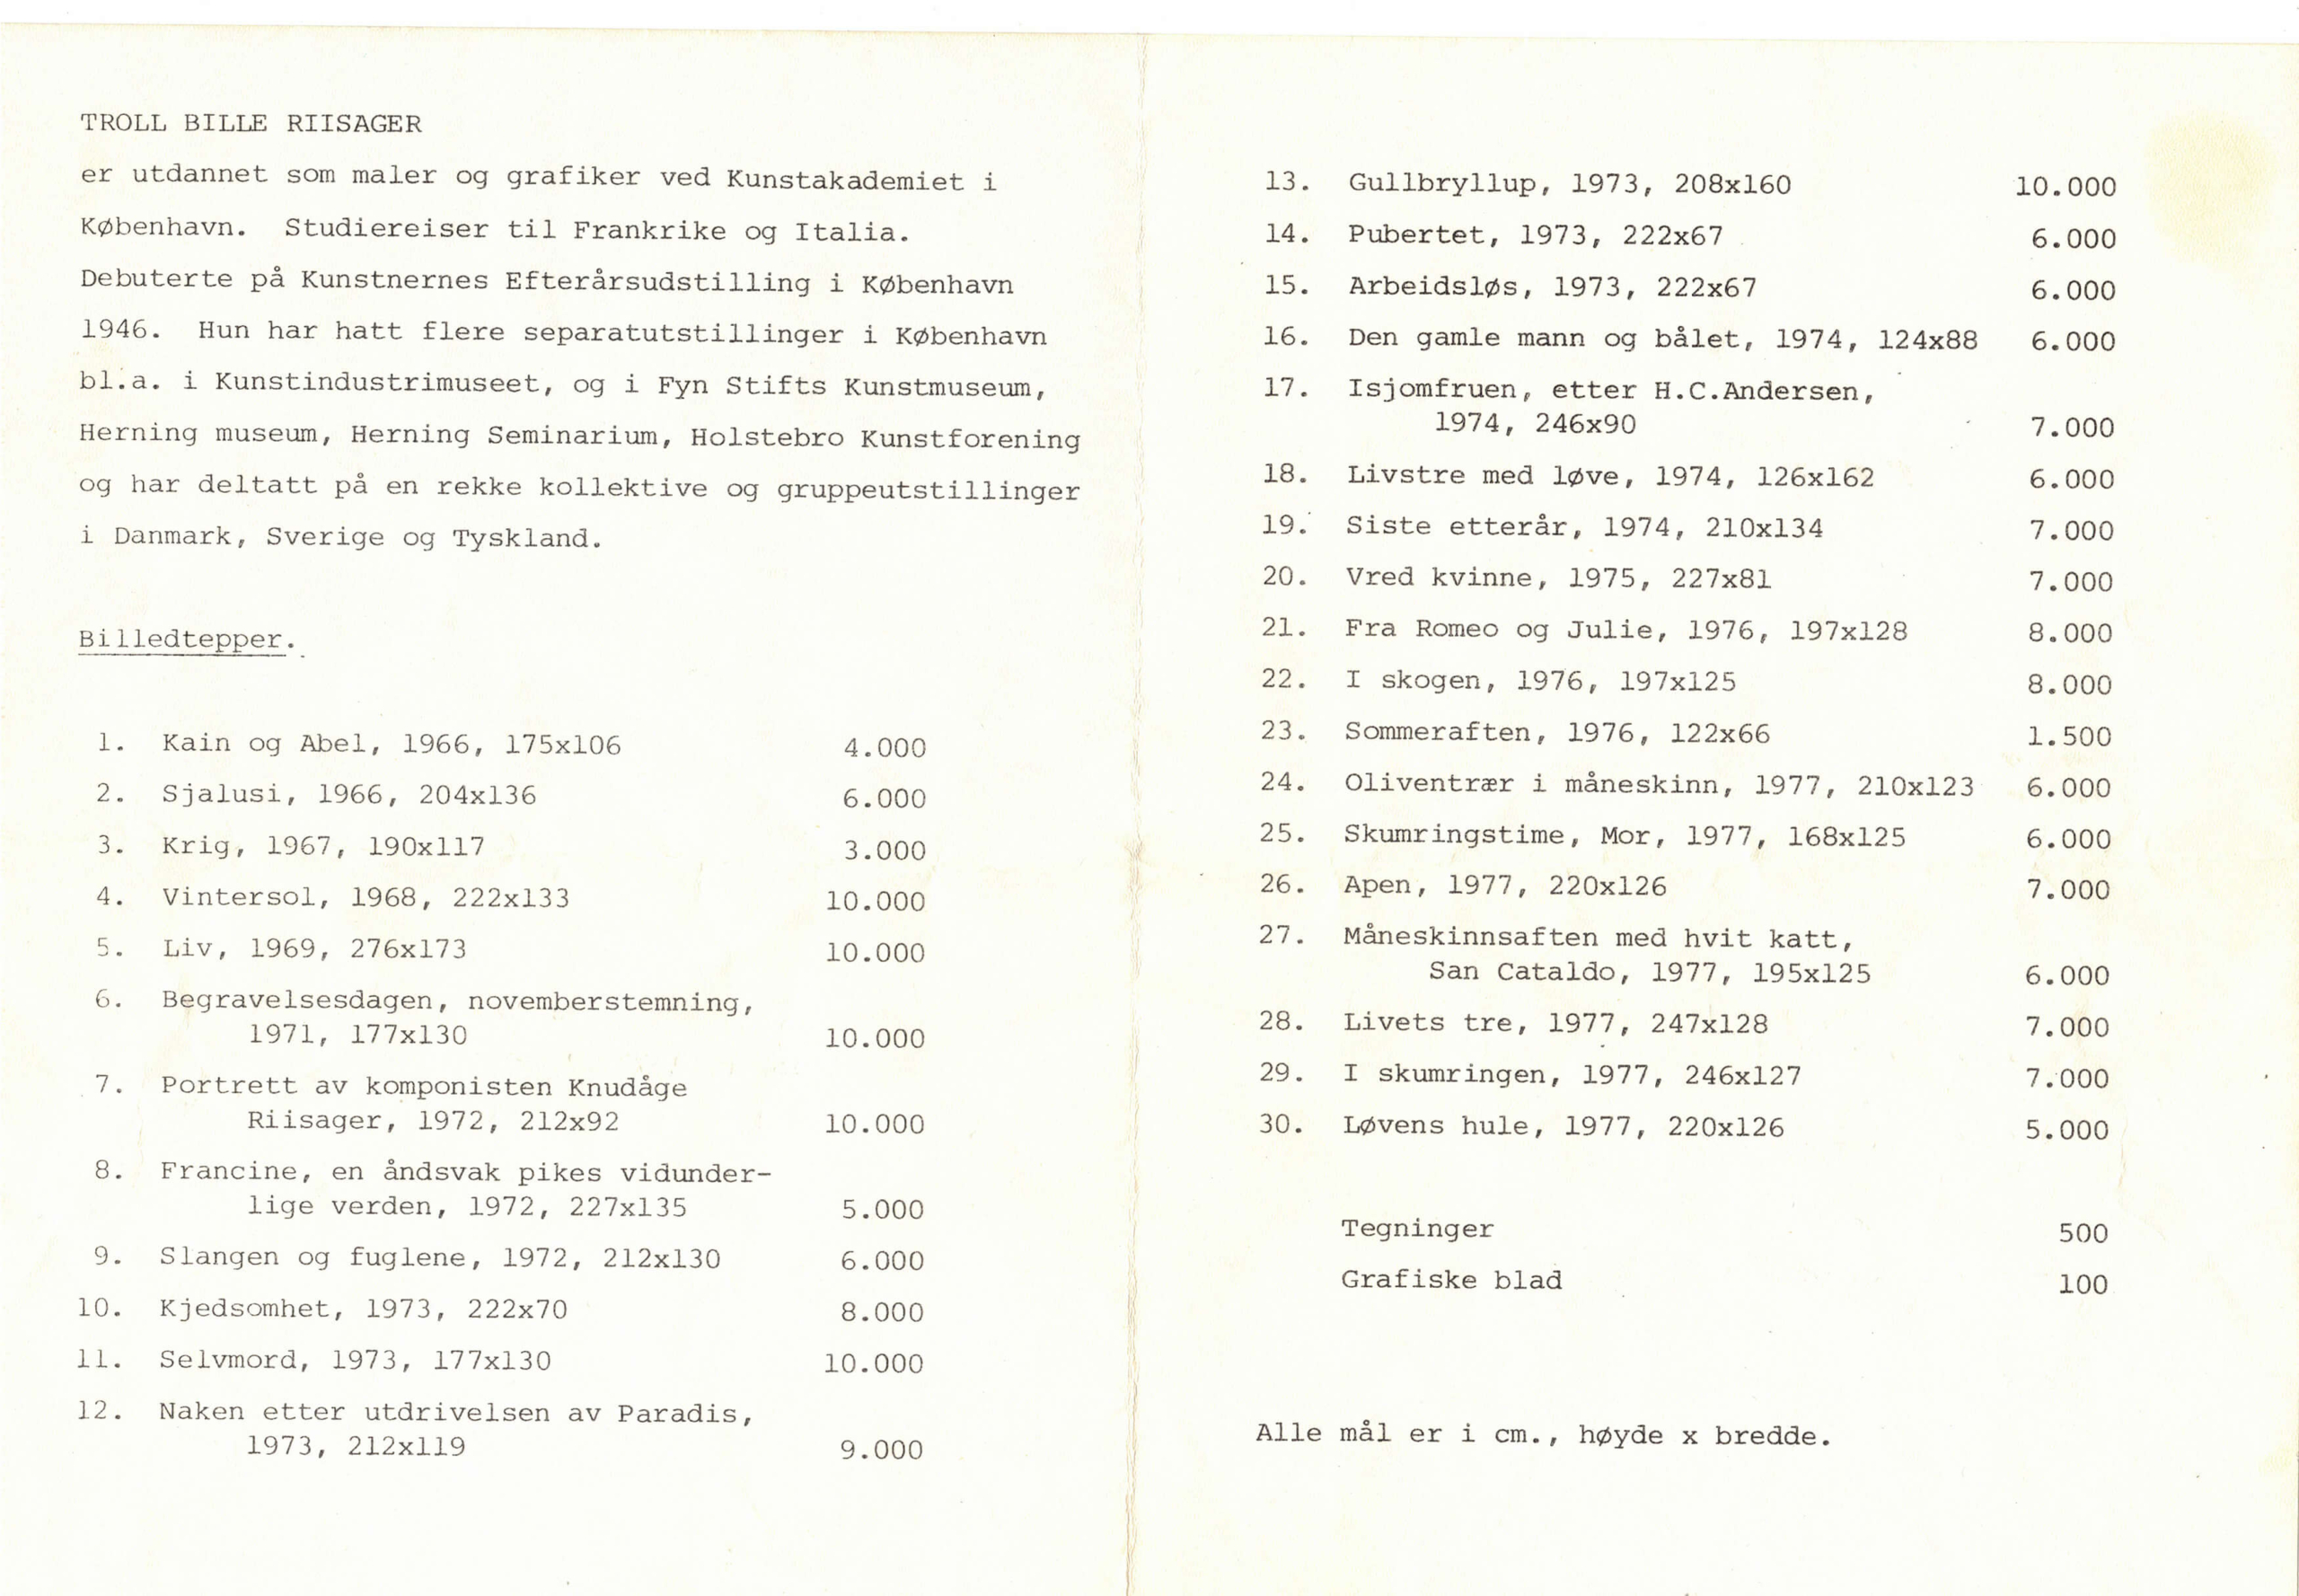 TROLL BILLE RIISAGER
er utdannet som maler og grafiker ved Kunstakademiet i
København. Studiereiser til Frankrike og Italia.
Debuterte på Kunstnernes Efterårsudstilling i København
1946. Hun har hatt flere separatutstillinger i København
bl.a. i Kunstindustrimuseet, og i Fyn Stifts Kunstmuseum,
Herning museum, Herning Seminarium, Holstebro Kunstforening
og har deltatt på en rekke kollektive og gruppeutstillinger
i Danmark, Sverige og Tyskland.
Billedtepper.
1. Kain og Abel, 1966, 175x106 4.000
2. Sjalusi, 1966, 204x136 6.000
3. Krig, 1967, 190x117 3.000
4. Vintersol, 1968, 222x133 10.000
5. Liv, 1969, 276x173 10.000
6. Begravelsesdagen, novemberstemning,
1971, 177x130 10.000
7. Portrett av komponisten Knudåge
Riisager, 1972, 212x92 10.000
8. Francine, en åndsvak pikes vidunder-
lige verden, 1972, 227x135 5.000
9. Slangen og fuglene, 1972, 212x130 6.000
10. Kjedsomhet, 1973, 222x70 8.000
11. Selvmord, 1973, 177x130 10.000
12. Naken etter utdrivelsen av Paradis,
1973, 212x119 9.000
13. Gullbryllup, 1973, 208x160 10.000
14. Pubertet, 1973, 222x67 6.000
15. Arbeidsløs, 1973, 222x67 6.000
16. Den gamle mann og bålet, 1974, 124x88 6.000
17. Isjomfruen, etter H.C.Andersen,
1974, 246x90 7.000
18. Livstre med løve, 1974, 126x162 6.000
19. Siste etterår, 1974, 210x134 7.000
20. Vred kvinne, 1975, 227x81 7.000
21. Fra Romeo og Julie, 1976, 197x128 8.000
22. I skogen, 1976, 197x125 8.000
23. Sommeraften, 1976, 122x66 1.500
24. Oliventrær i måneskinn, 1977, 210x123 6.000
25. Skumringstime, Mor, 1977, 168x125 6.000
26. Apen, 1977, 220x126 7.000
27. Måneskinnsaften med hvit katt,
San Cataldo, 1977, 195x125 6.000
28. Livets tre, 1977, 247x128 7.000
29. I skumringen, 1977, 246x127 7.000
30. Løvens hule, 1977, 220x126 5.000
Tegninger 500
Grafiske blad 100
Alle mål er i cm., høyde x bredde.